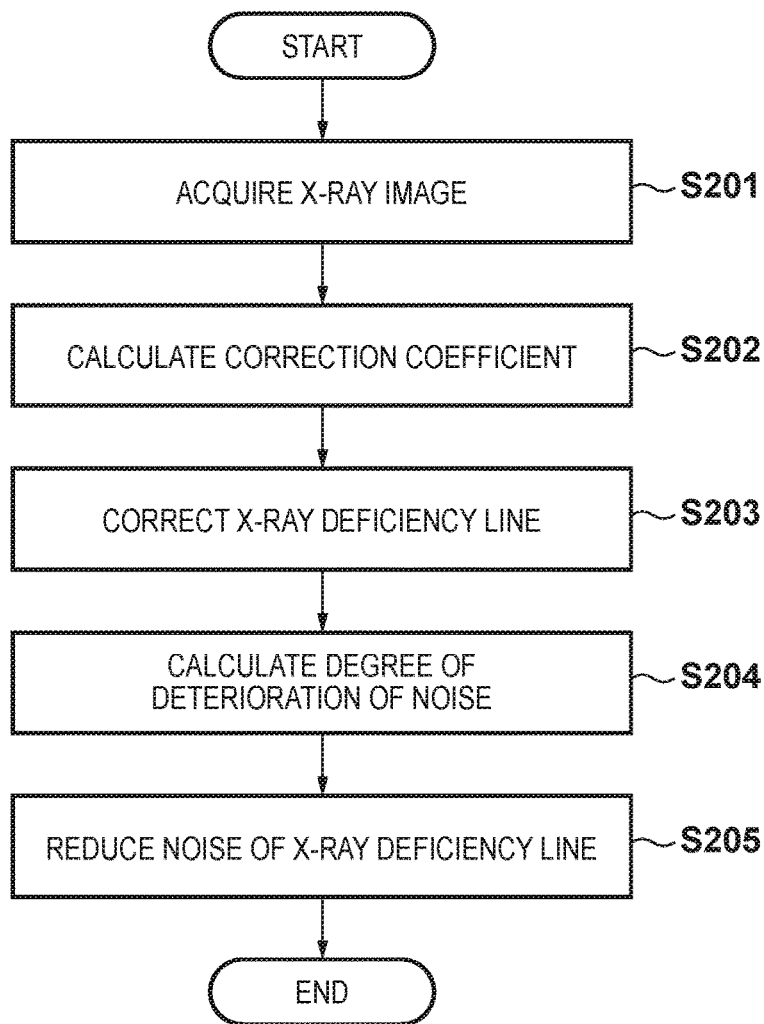 START
ACQUIRE X-RAY IMAGE
S201
CALCULATE CORRECTION COEFFICIENT
S202
CORRECT X-RAY DEFICIENCY LINE
S203
CALCULATE DEGREE OF
DETERIORATION OF NOISE
S204
REDUCE NOISE OF X-RAY DEFICIENCY LINE
S205
END